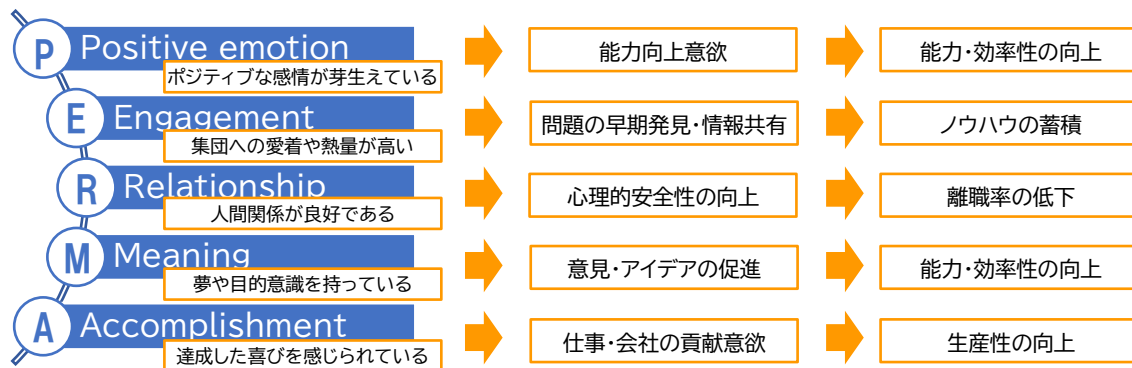 P
Positive emotion
ポジティブな感情が芽生えている
能力向上意欲
能力・効率性の向上
E
Engagement
集団への愛着や熱量が高い
問題の早期発見・情報共有
ノウハウの蓄積
R
Relationship
人間関係が良好である
心理的安全性の向上
離職率の低下
M
Meaning
夢や目的意識を持っている
意見・アイデアの促進
能力・効率性の向上
A
Accomplishment
達成した喜びを感じられている
仕事・会社の貢献意欲
生産性の向上